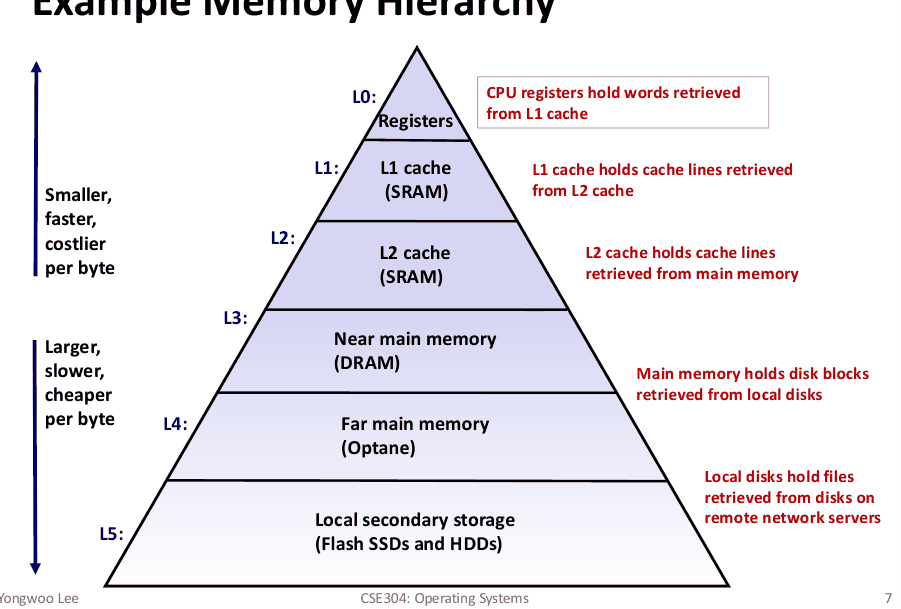 Example Memory Hierarchy
L0:
Registers
CPU registers hold words retrieved
from L1 cache
L1:
L1 cache
(SRAM)
L1 cache holds cache lines retrieved
from L2 cache
Smaller,
faster,
costlier
per byte
L2:
L2 cache
(SRAM)
L2 cache holds cache lines
retrieved from main memory
L3:
Near main memory
(DRAM)
Larger,
slower,
cheaper
per byte
Main memory holds disk blocks
retrieved from local disks
L4:
Far main memory
(Optane)
Local disks hold files
retrieved from disks on
remote network servers
L5:
Local secondary storage
(Flash SSDs and HDDs)
Yongwoo Lee
CSE304: Operating Systems
7